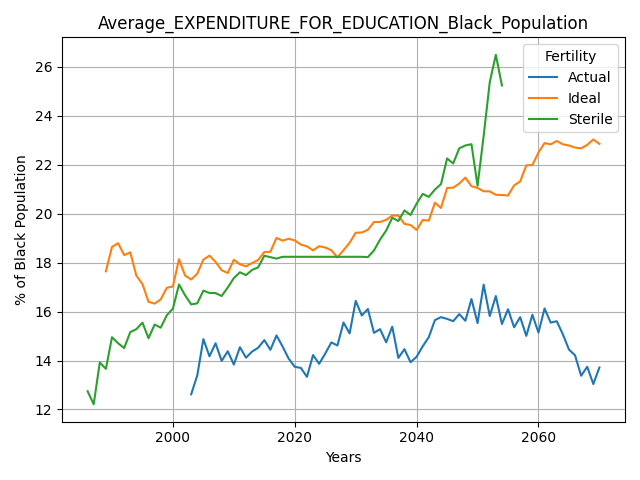 Average_EXPENDITURE_FOR_EDUCATION_Black_Population
Fertility
Actual
Ideal
Sterile
% of Black Population
26
24
22
20
18
16
14
12
2000
2020
2040
2060
Years